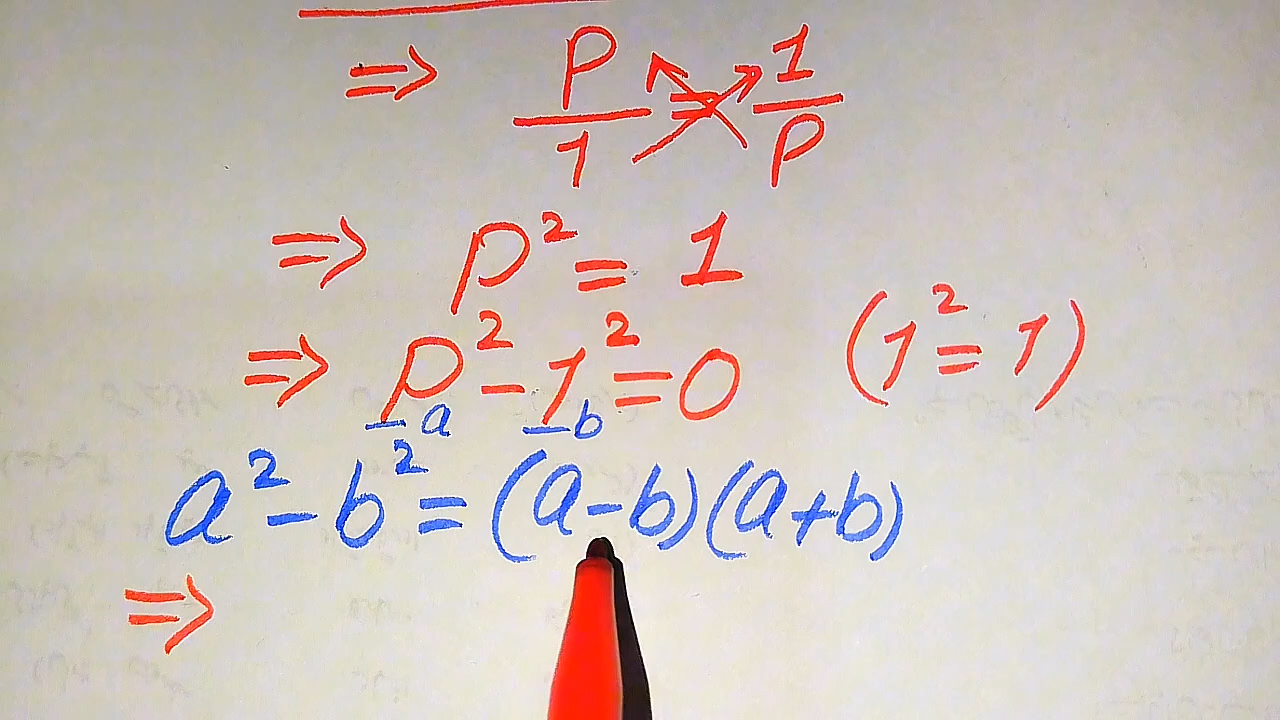 ⇒ P/1 = 1/P
⇒ P² = 1
⇒ P² - 1² = 0 (1² = 1)
a b
a² - b² = (a-b)(a+b)
⇒